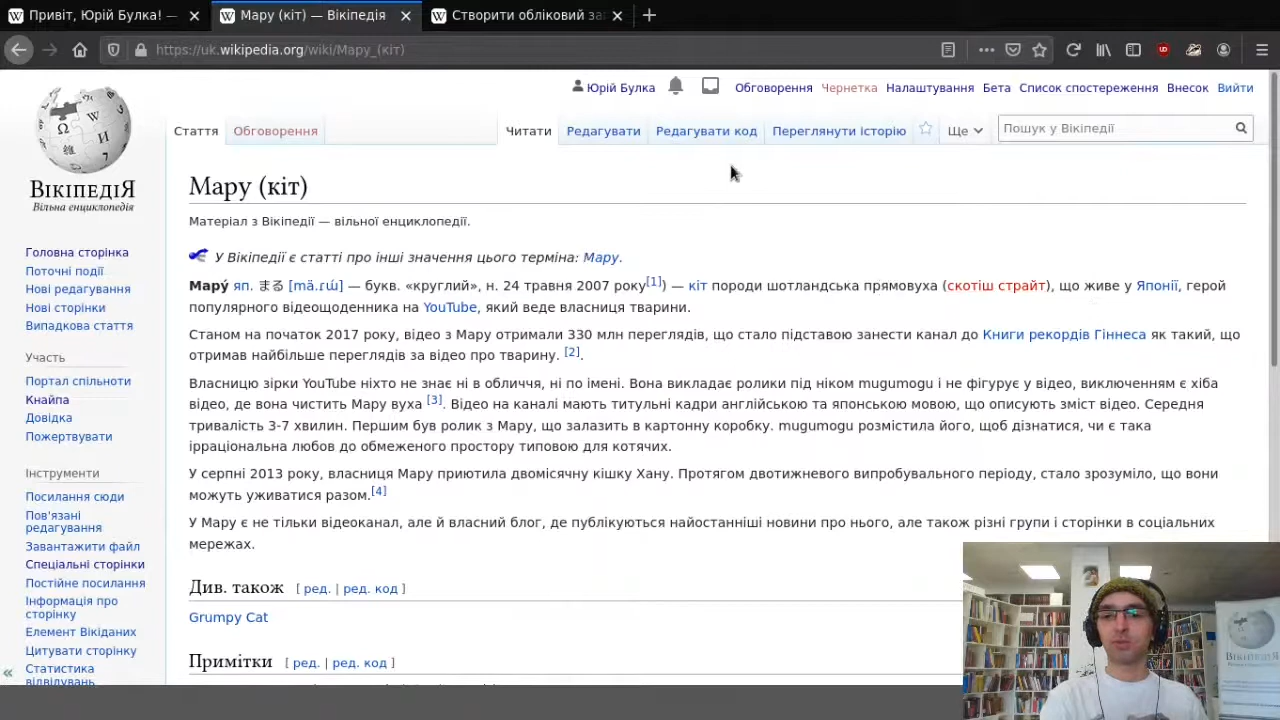 Привіт, Юрій Булка! —
Мару (кіт) — Вікіпедія
Створити обліковий за
https://uk.wikipedia.org/wiki/Мару_(кіт)
Юрій Булка Обговорення Чернетка Налаштування Бета Список спостереження Внесок Вийти
Стаття Обговорення Читати Редагувати Редагувати код Переглянути історію Ще Пошук у Вікіпедії
ВікіпедіЯ
Вільна енциклопедія
Головна сторінка
Поточні події
Нові редагування
Нові сторінки
Випадкова стаття
Участь
Портал спільноти
Кнайпа
Довідка
Пожертвувати
Інструменти
Посилання сюди
Пов'язані
редагування
Завантажити файл
Спеціальні сторінки
Постійне посилання
Інформація про
сторінку
Елемент Вікіданих
Цитувати сторінку
Статистика
відвідувань
Мару (кіт)
Матеріал з Вікіпедії — вільної енциклопедії.
У Вікіпедії є статті про інші значення цього терміна: Мару.
Мару́ яп. まる [mä.ɾɯ́] — букв. «круглий», н. 24 травня 2007 року[1]) — кіт породи шотландська прямовуха (скотіш страйт), що живе у Японії, герой
популярного відеощоденника на YouTube, який веде власниця тварини.
Станом на початок 2017 року, відео з Мару отримали 330 млн переглядів, що стало підставою занести канал до Книги рекордів Гіннеса як такий, що
отримав найбільше переглядів за відео про тварину. [2].
Власницю зірки YouTube ніхто не знає ні в обличчя, ні по імені. Вона викладає ролики під ніком mugumogu і не фігурує у відео, виключенням є хіба
відео, де вона чистить Мару вуха [3]. Відео на каналі мають титульні кадри англійською та японською мовою, що описують зміст відео. Середня
тривалість 3-7 хвилин. Першим був ролик з Мару, що залазить в картонну коробку. mugumogu розмістила його, щоб дізнатися, чи є така
ірраціональна любов до обмеженого простору типовою для котячих.
У серпні 2013 року, власниця Мару приютила двомісячну кішку Хану. Протягом двотижневого випробувального періоду, стало зрозуміло, що вони
можуть уживатися разом.[4]
У Мару є не тільки відеоканал, але й власний блог, де публікуються найостанніші новини про нього, але також різні групи і сторінки в соціальних
мережах.
Див. також [ ред. | ред. код ]
Grumpy Cat
Примітки [ ред. | ред. код ]
ВікіпедіЯ